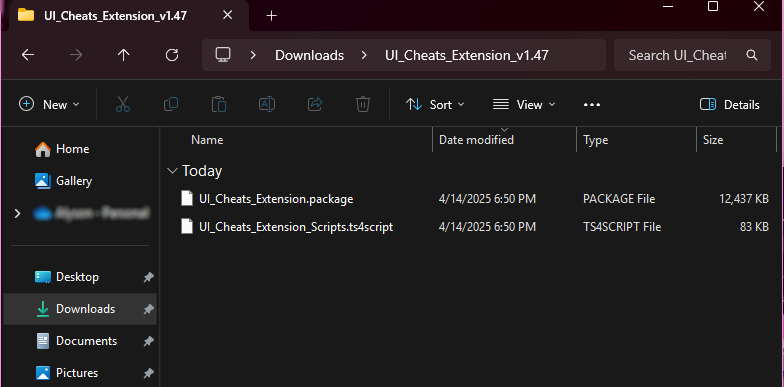 UI_Cheats_Extension_v1.47
Downloads UI_Cheats_Extension_v1.47 Search UI_Cheat
New Sort View Details
Name Date modified Type Size
Today
UI_Cheats_Extension.package 4/14/2025 6:50 PM PACKAGE File 12,437 KB
UI_Cheats_Extension_Scripts.ts4script 4/14/2025 6:50 PM TS4SCRIPT File 83 KB
Home
Gallery
Desktop
Downloads
Documents
Pictures